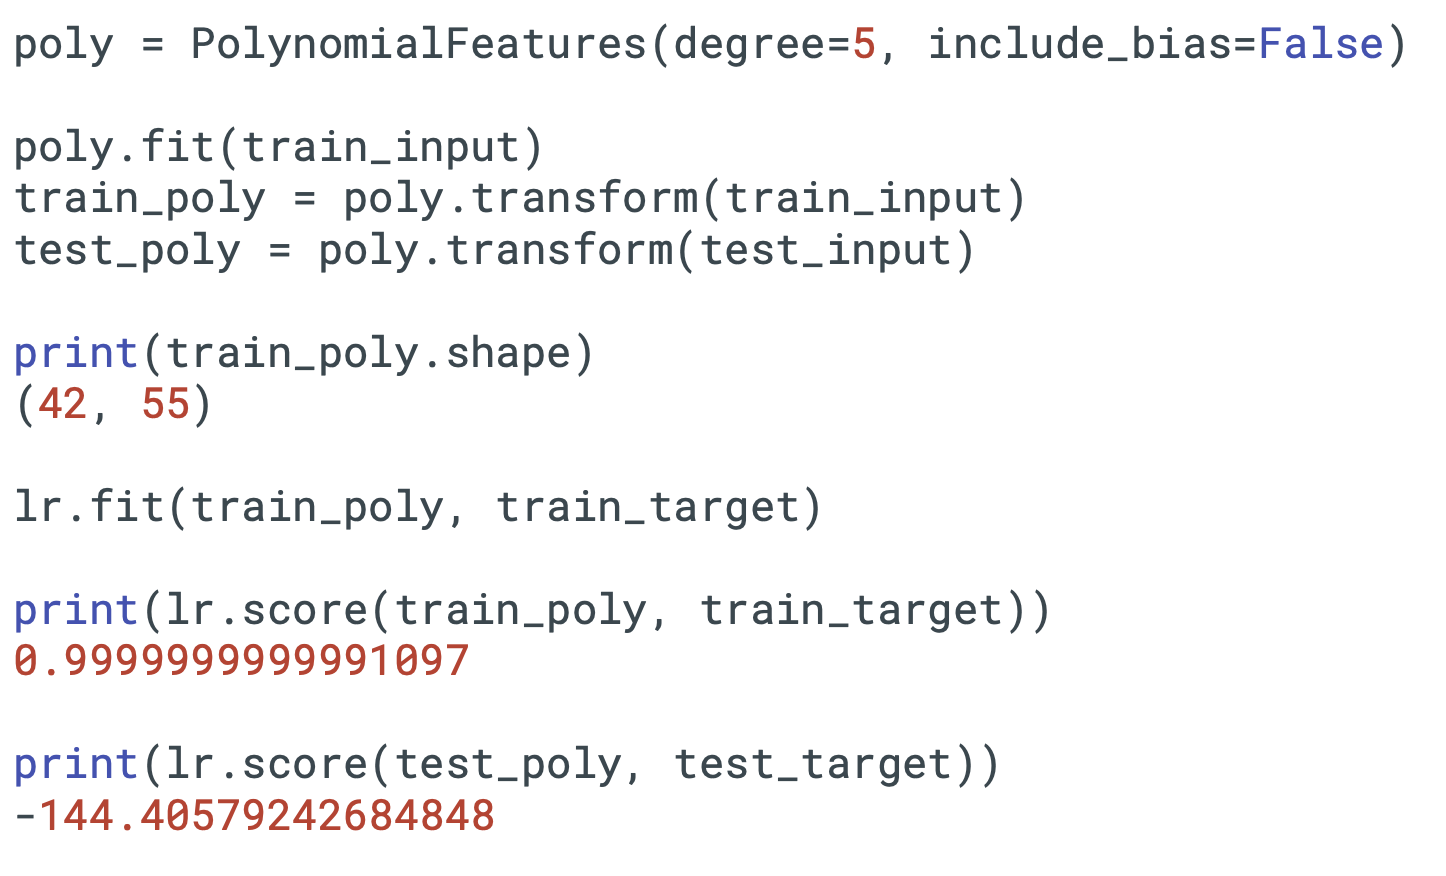 poly = PolynomialFeatures(degree=5, include_bias=False)
poly.fit(train_input)
train_poly = poly.transform(train_input)
test_poly = poly.transform(test_input)
print(train_poly.shape)
(42, 55)
lr.fit(train_poly, train_target)
print(lr.score(train_poly, train_target))
0.9999999999991097
print(lr.score(test_poly, test_target))
-144.40579242684848